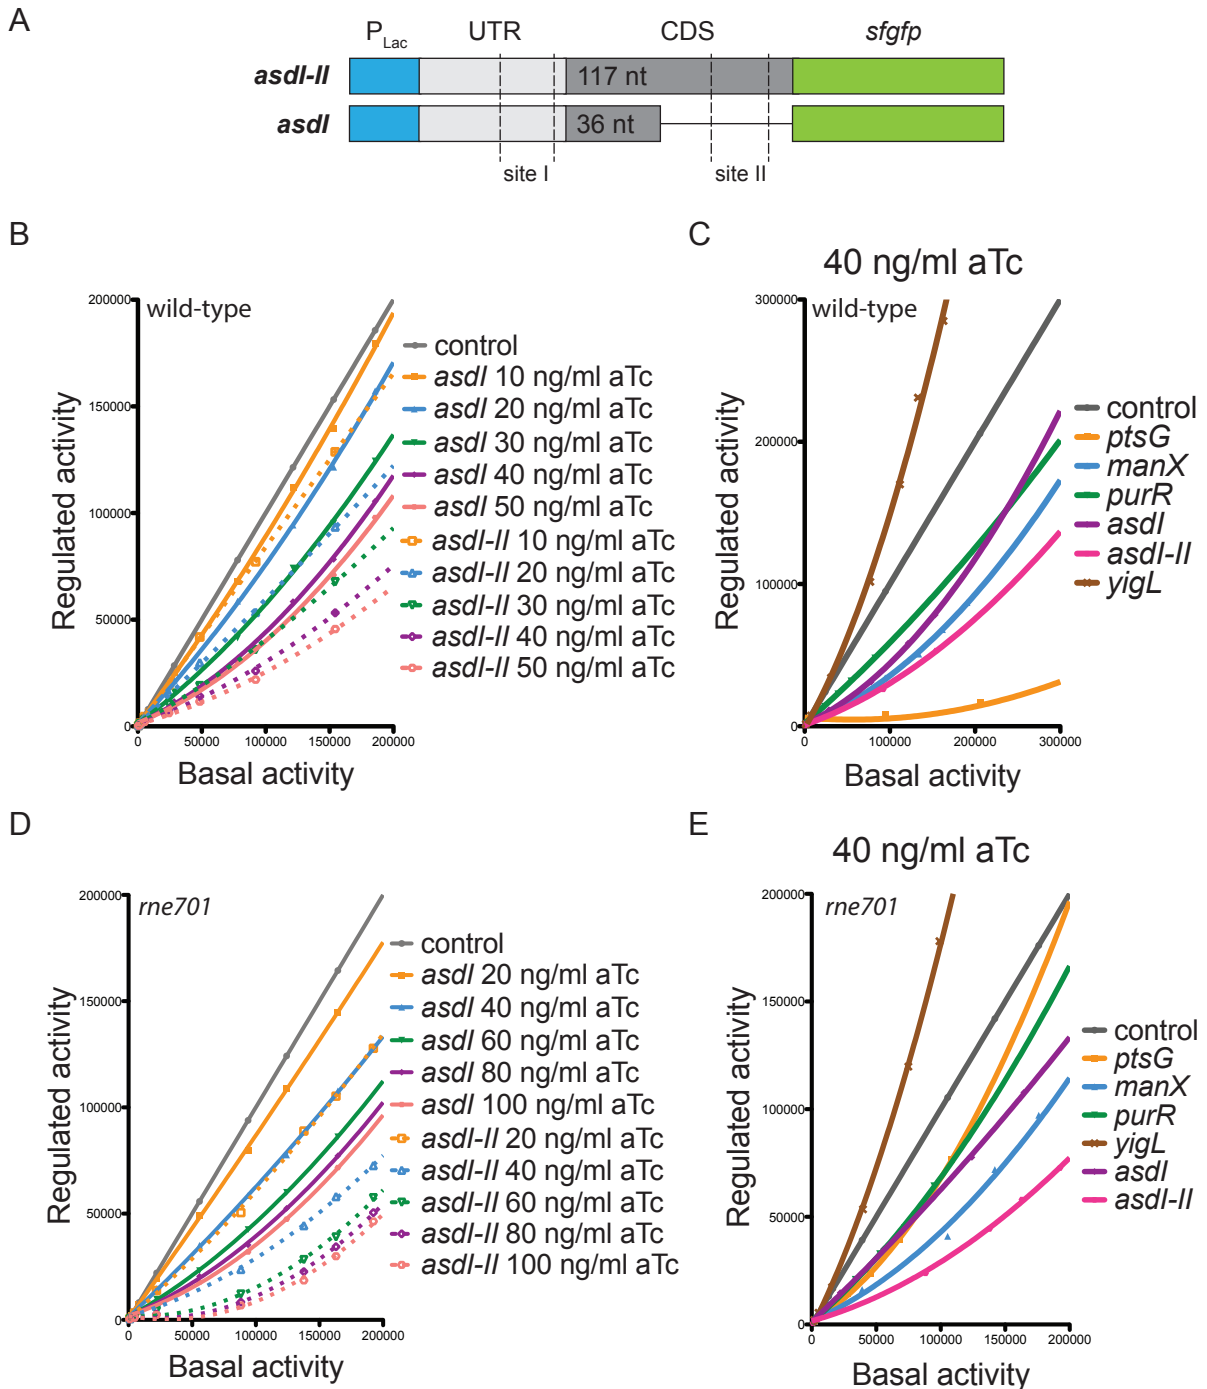 A
P Lac UTR CDS sfgfp
asdI-II 117 nt
asdI 36 nt
site I site II
B
wild-type
Regulated activity
200000
150000
100000
50000
0
0 50000 100000 150000 200000
Basal activity
control
asdI 10 ng/ml aTc
asdI 20 ng/ml aTc
asdI 30 ng/ml aTc
asdI 40 ng/ml aTc
asdI 50 ng/ml aTc
asdI-II 10 ng/ml aTc
asdI-II 20 ng/ml aTc
asdI-II 30 ng/ml aTc
asdI-II 40 ng/ml aTc
asdI-II 50 ng/ml aTc
C
40 ng/ml aTc
wild-type
Regulated activity
300000
200000
100000
0
0 100000 200000 300000
Basal activity
control
ptsG
manX
purR
asdI
asdI-II
yigL
D
rne701
Regulated activity
200000
150000
100000
50000
0
0 50000 100000 150000 200000
Basal activity
control
asdI 20 ng/ml aTc
asdI 40 ng/ml aTc
asdI 60 ng/ml aTc
asdI 80 ng/ml aTc
asdI 100 ng/ml aTc
asdI-II 20 ng/ml aTc
asdI-II 40 ng/ml aTc
asdI-II 60 ng/ml aTc
asdI-II 80 ng/ml aTc
asdI-II 100 ng/ml aTc
E
40 ng/ml aTc
rne701
Regulated activity
200000
150000
100000
50000
0
0 50000 100000 150000 200000
Basal activity
control
ptsG
manX
purR
yigL
asdI
asdI-II